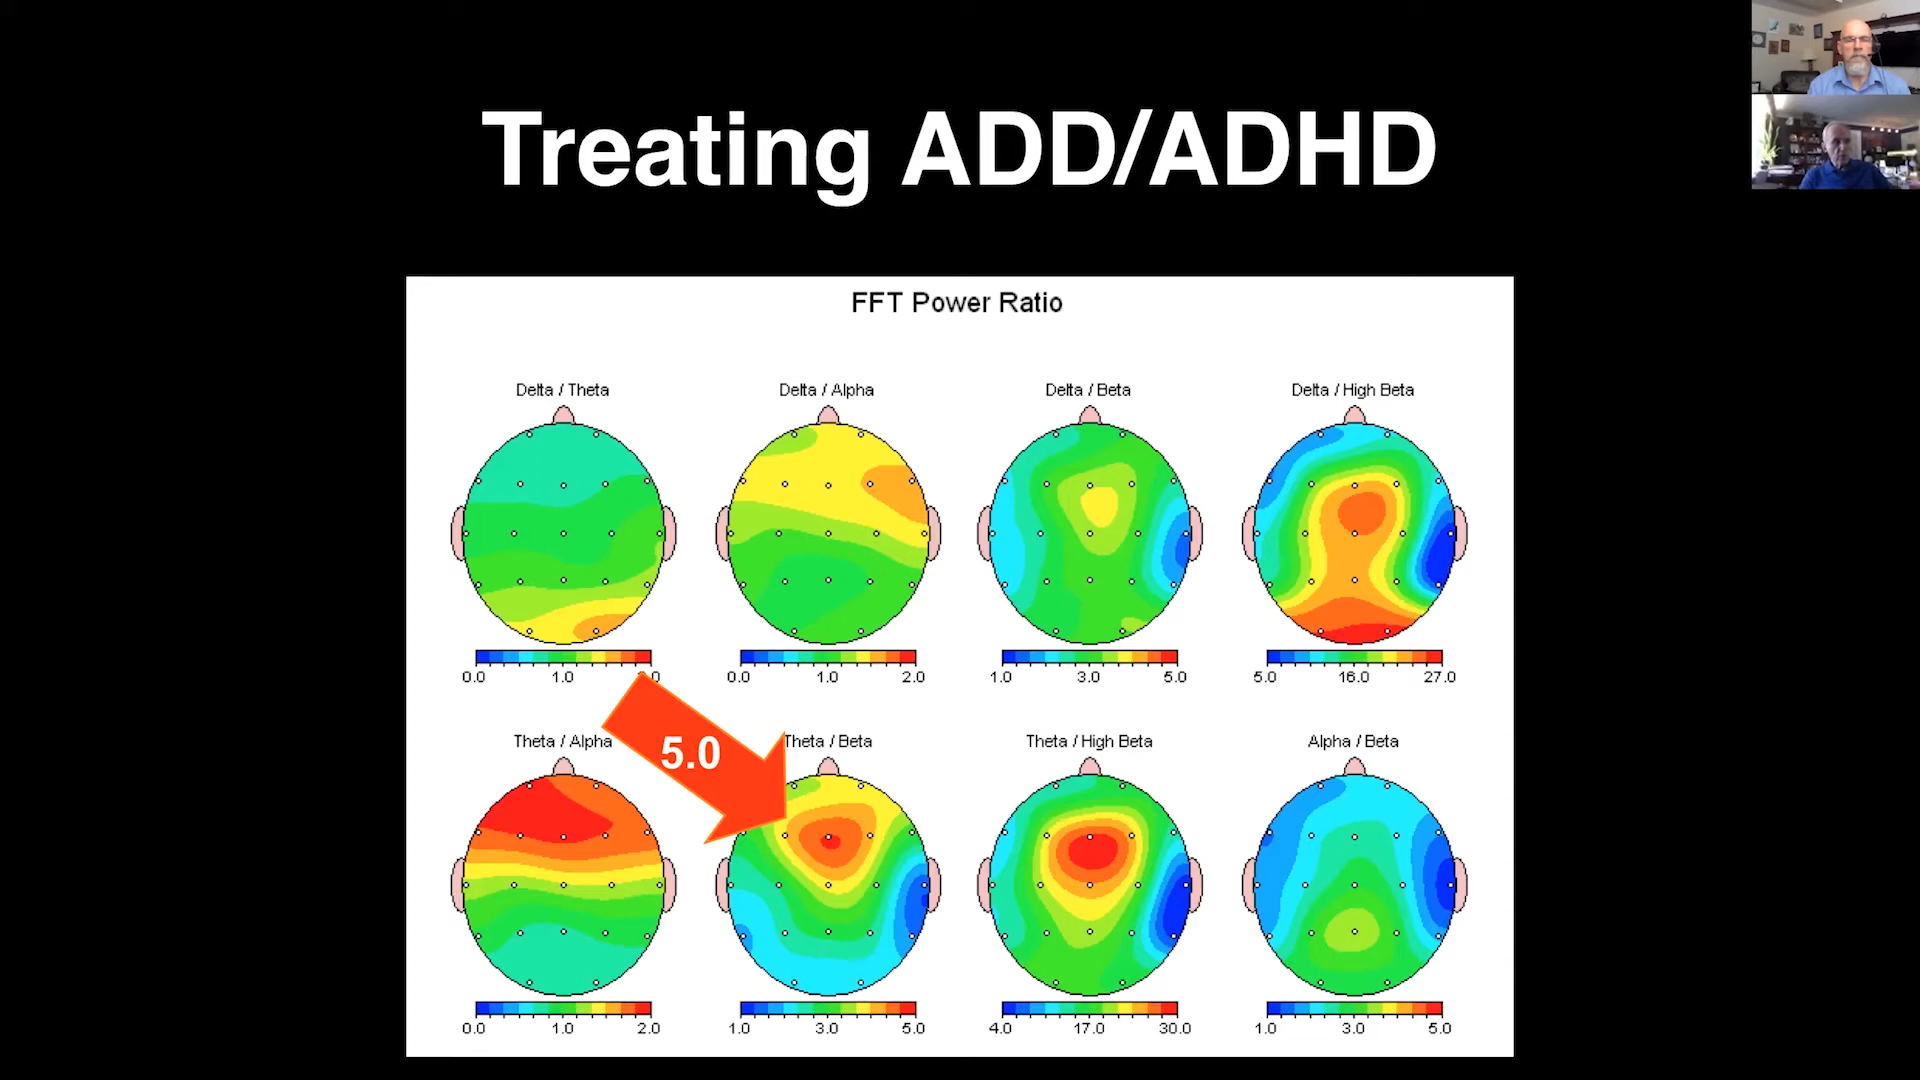 Treating ADD/ADHD
FFT Power Ratio
Delta / Theta
Delta / Alpha
Delta / Beta
Delta / High Beta
0.0 1.0
0.0 1.0 2.0
1.0 3.0 5.0
5.0 16.0 27.0
5.0
Theta / Alpha
Theta / Beta
Theta / High Beta
Alpha / Beta
0.0 1.0 2.0
1.0 3.0 5.0
4.0 17.0 30.0
1.0 3.0 5.0